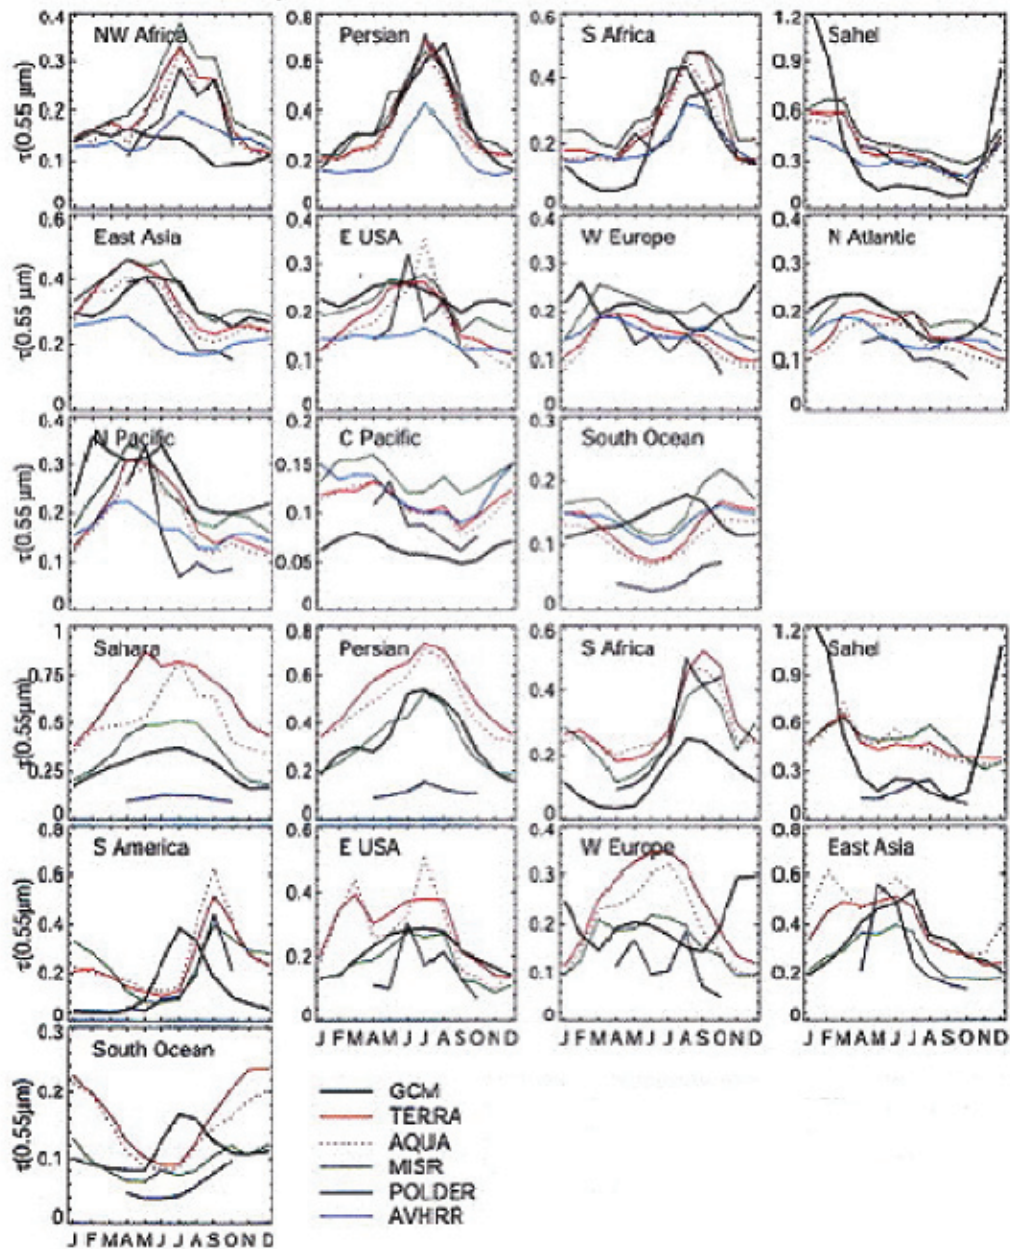 NW Africa Persian S Africa Sahel
τ(0.55 μm)
0.4 0.3 0.2 0.1 0
0.8 0.6 0.4 0.2 0
0.6 0.4 0.2 0
1.2 0.9 0.6 0.3 0
East Asia E USA W Europe N Atlantic
τ(0.55 μm)
0.6 0.4 0.2 0
0.4 0.3 0.2 0.1 0
0.4 0.3 0.2 0.1 0
0.4 0.3 0.2 0.1 0
N Pacific C Pacific South Ocean
τ(0.55 μm)
0.4 0.3 0.2 0.1 0
0.20 0.15 0.10 0.05 0
0.3 0.2 0.1 0
Sahara Persian S Africa Sahel
τ(0.55μm)
1 0.75 0.5 0.25 0
0.8 0.6 0.4 0.2 0
0.6 0.4 0.2 0
1.2 0.9 0.6 0.3 0
S America E USA W Europe East Asia
τ(0.55μm)
0.8 0.6 0.4 0.2 0
0.6 0.4 0.2 0
0.4 0.3 0.2 0.1 0
0.8 0.6 0.4 0.2 0
J F M A M J J A S O N D J F M A M J J A S O N D J F M A M J J A S O N D
South Ocean
τ(0.55μm)
0.3 0.2 0.1 0
J F M A M J J A S O N D
GCM
TERRA
AQUA
MISR
POLDER
AVHRR